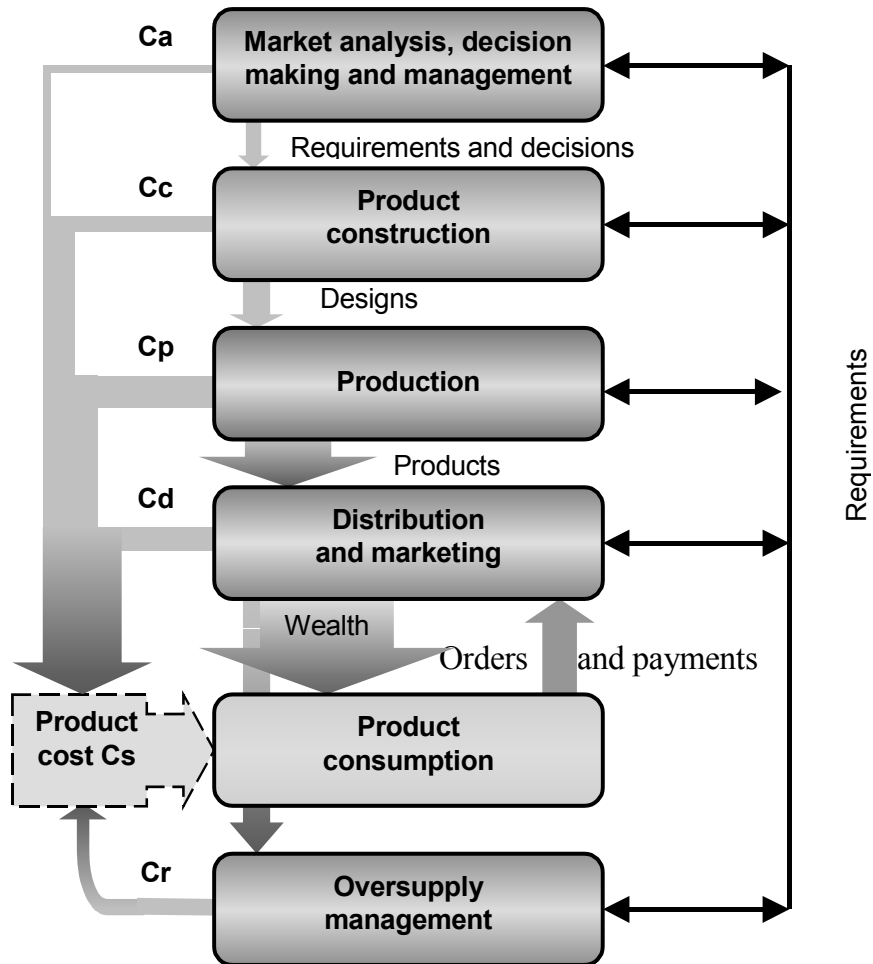 Ca
Market analysis, decision
making and management
Requirements and decisions
Cc
Product
construction
Designs
Cp
Production
Products
Cd
Distribution
and marketing
Wealth
Orders and payments
Product
cost Cs
Product
consumption
Cr
Oversupply
management
Requirements